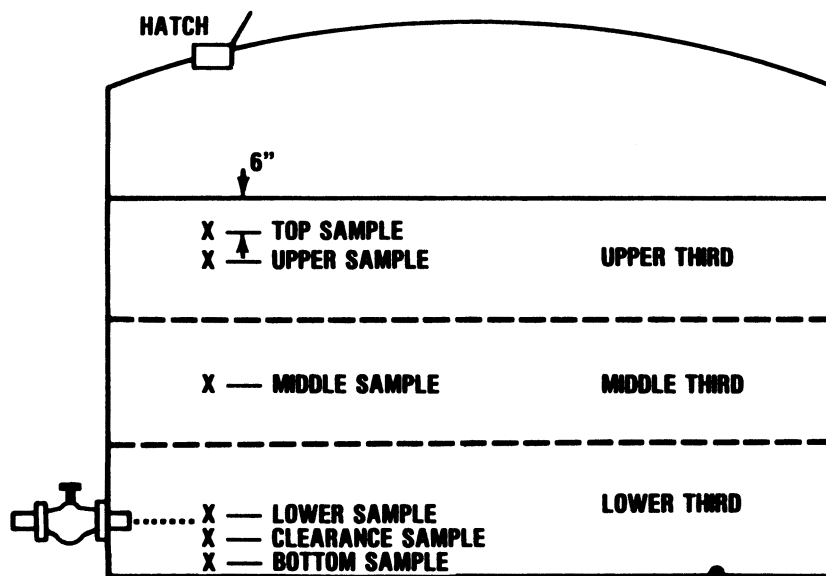 HATCH
6”
X — TOP SAMPLE
X — UPPER SAMPLE
UPPER THIRD
X — MIDDLE SAMPLE
MIDDLE THIRD
X — LOWER SAMPLE
LOWER THIRD
X — CLEARANCE SAMPLE
X — BOTTOM SAMPLE